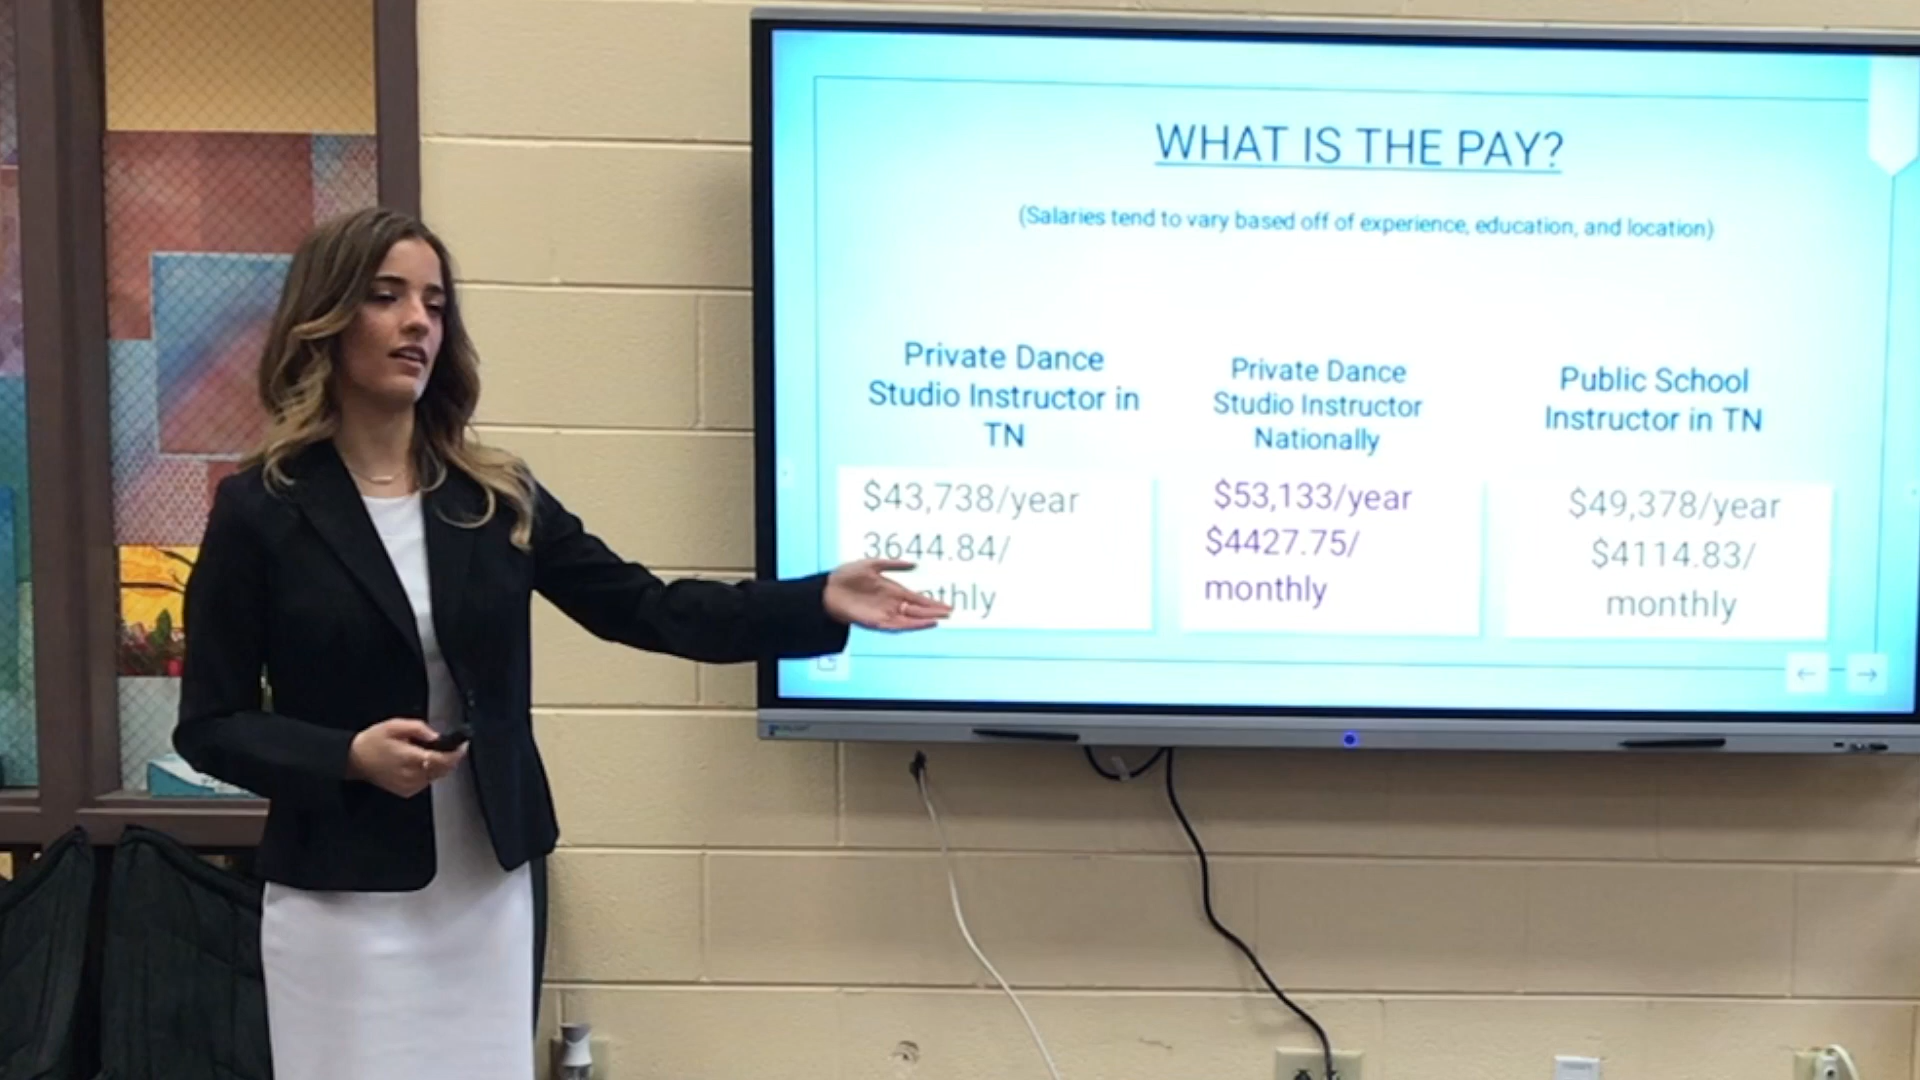 WHAT IS THE PAY?
(Salaries tend to vary based off of experience, education, and location)
Private Dance
Studio Instructor in
TN
$43,738/year
3644.84/
Private Dance
Studio Instructor
Nationally
$53,133/year
$4427.75/
monthly
Public School
Instructor in TN
$49,378/year
$4114.83/
monthly